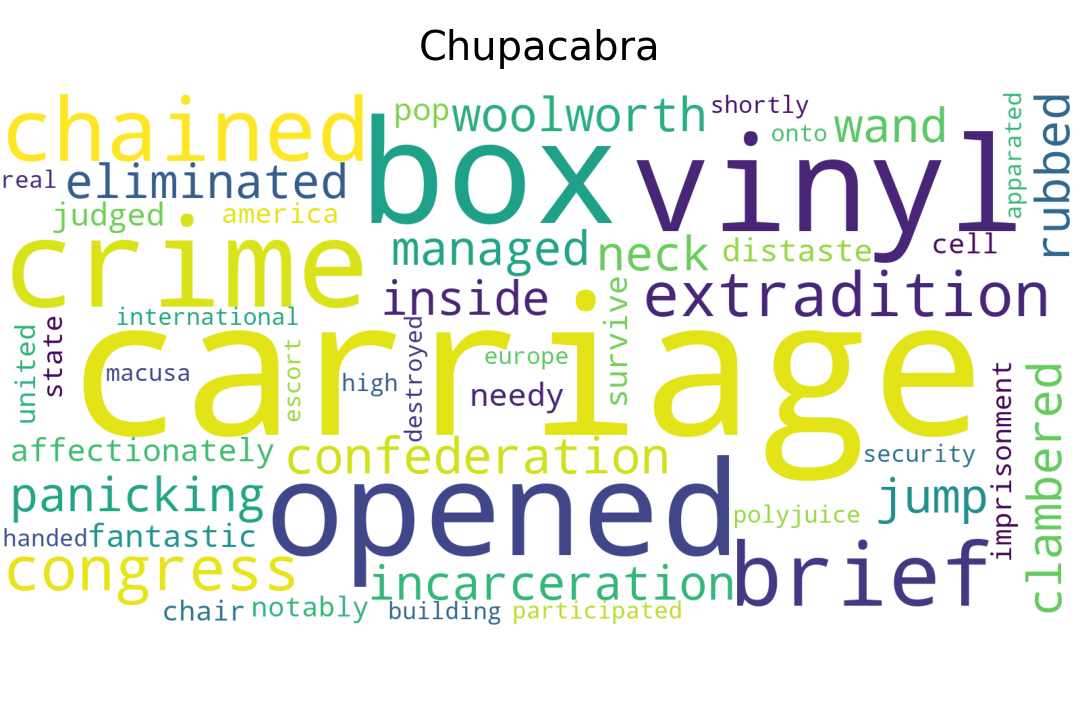 Chupacabra
chained
box
pop
woolworth
shortly
onto
wand
vinyl
apparated
rubbed
real
eliminated
judged
america
crime
managed
neck
distaste
cell
inside
extradition
international
carriage
united
state
macusa
escort
high
destroyed
europe
needy
survive
imprisonment
clambered
affectionately
confederation
security
panicking
opened
polyjuice
jump
handed
fantastic
congress
incarceration
brief
chair
notably
building
participated